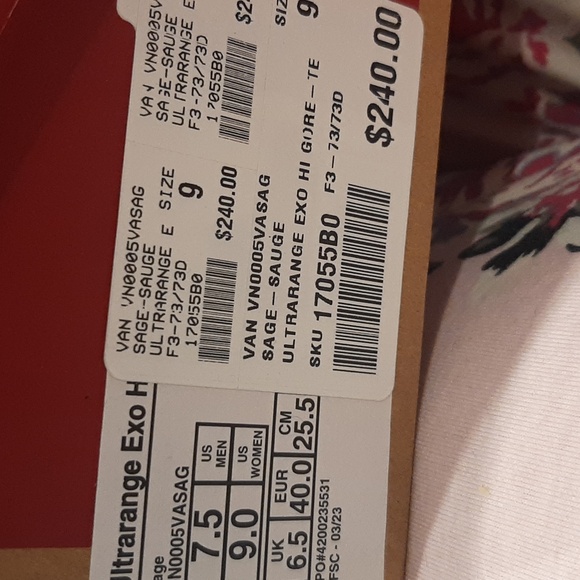 VAN VN0005V
SAGE-SAUGE
ULTRARANGE E
F3-73/73D
17055B0
$2
SIZ
9
VAN VN0005VASAG
SAGE-SAUGE
ULTRARANGE E SIZE
F3-73/73D 9
17055B0
$240.00
VAN VN0005VASAG
SAGE-SAUGE
ULTRARANGE EXO HI GORE-TE
SKU 17055B0 F3-73/73D
$240.00
Ultrarange Exo H
age
N0005VASAG
7.5 US MEN
9.0 US WOMEN
UK EUR CM
6.5 40.0 25.5
PO#4200235531
FSC - 03/23